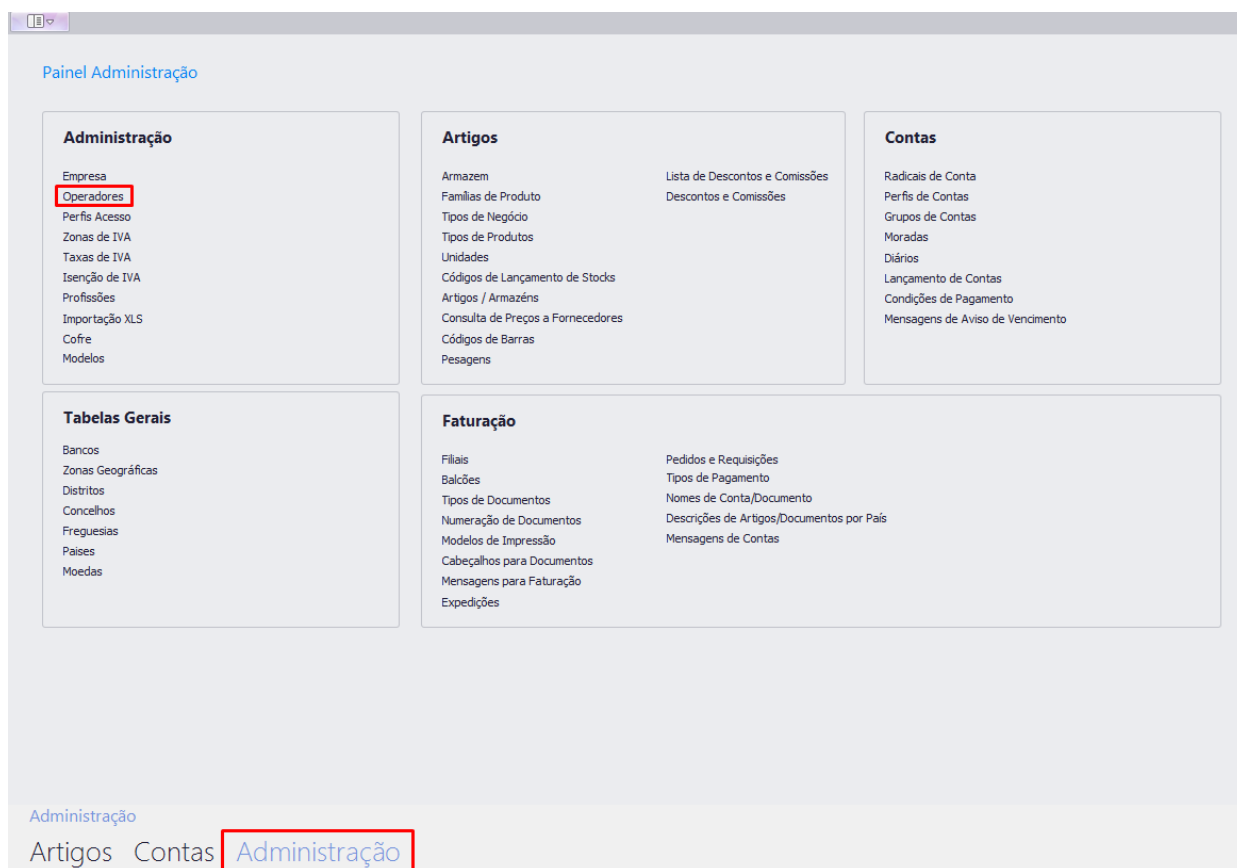 Painel Administração
Administração
Empresa
Operadores
Perfis Acesso
Zonas de IVA
Taxas de IVA
Isenção de IVA
Profissões
Importação XLS
Cofre
Modelos
Artigos
Armazem
Famílias de Produto
Tipos de Negócio
Tipos de Produtos
Unidades
Códigos de Lançamento de Stocks
Artigos / Armazéns
Consulta de Preços a Fornecedores
Códigos de Barras
Pesagens
Lista de Descontos e Comissões
Descontos e Comissões
Contas
Radicais de Conta
Perfis de Contas
Grupos de Contas
Moradas
Diários
Lançamento de Contas
Condições de Pagamento
Mensagens de Aviso de Vencimento
Tabelas Gerais
Bancos
Zonas Geográficas
Distritos
Concelhos
Freguesias
Paises
Moedas
Faturação
Filiais
Balcões
Tipos de Documentos
Numeração de Documentos
Modelos de Impressão
Cabeçalhos para Documentos
Mensagens para Faturação
Expedições
Pedidos e Requisições
Tipos de Pagamento
Nomes de Conta/Documento
Descrições de Artigos/Documentos por País
Mensagens de Contas
Administração
Artigos Contas Administração